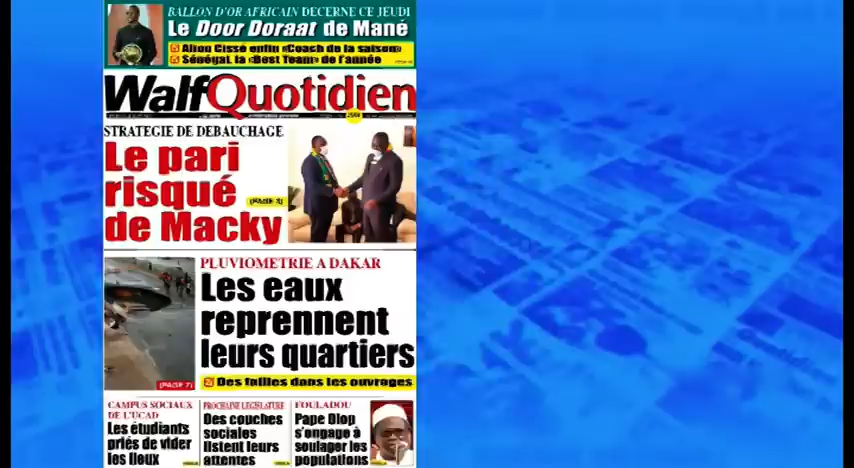 BALLON D'OR AFRICAIN DECERNE CE JEUDI
Le Door Doraat de Mané
Aliou Cissé enfin «Coach de la saison»
Sénégal, la «Best Team» de l'année
WalfQuotidien
STRATEGIE DE DEBAUCHAGE
Le pari
risqué
(PAGE 3)
de Macky
PLUVIOMETRIE A DAKAR
Les eaux
reprennent
leurs quartiers
(PAGE 7)
Des failles dans les ouvrages
CAMPUS SOCIAUX
DE L'UCAD
Les étudiants
priés de vider
les lieux
PROCHAINE LEGISLATURE
Des couches
sociales
listent leurs
attentes
FOULADOU
Pape Diop
s'engage à
soulager les
populations